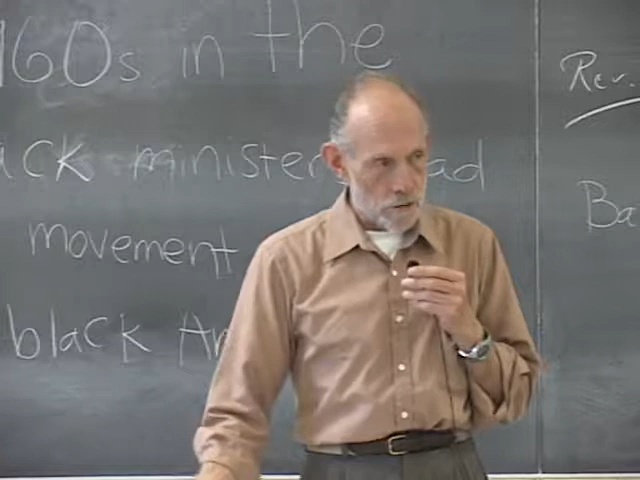 160s in the
Rev.
ack minister ad
Ba
movement
black Am